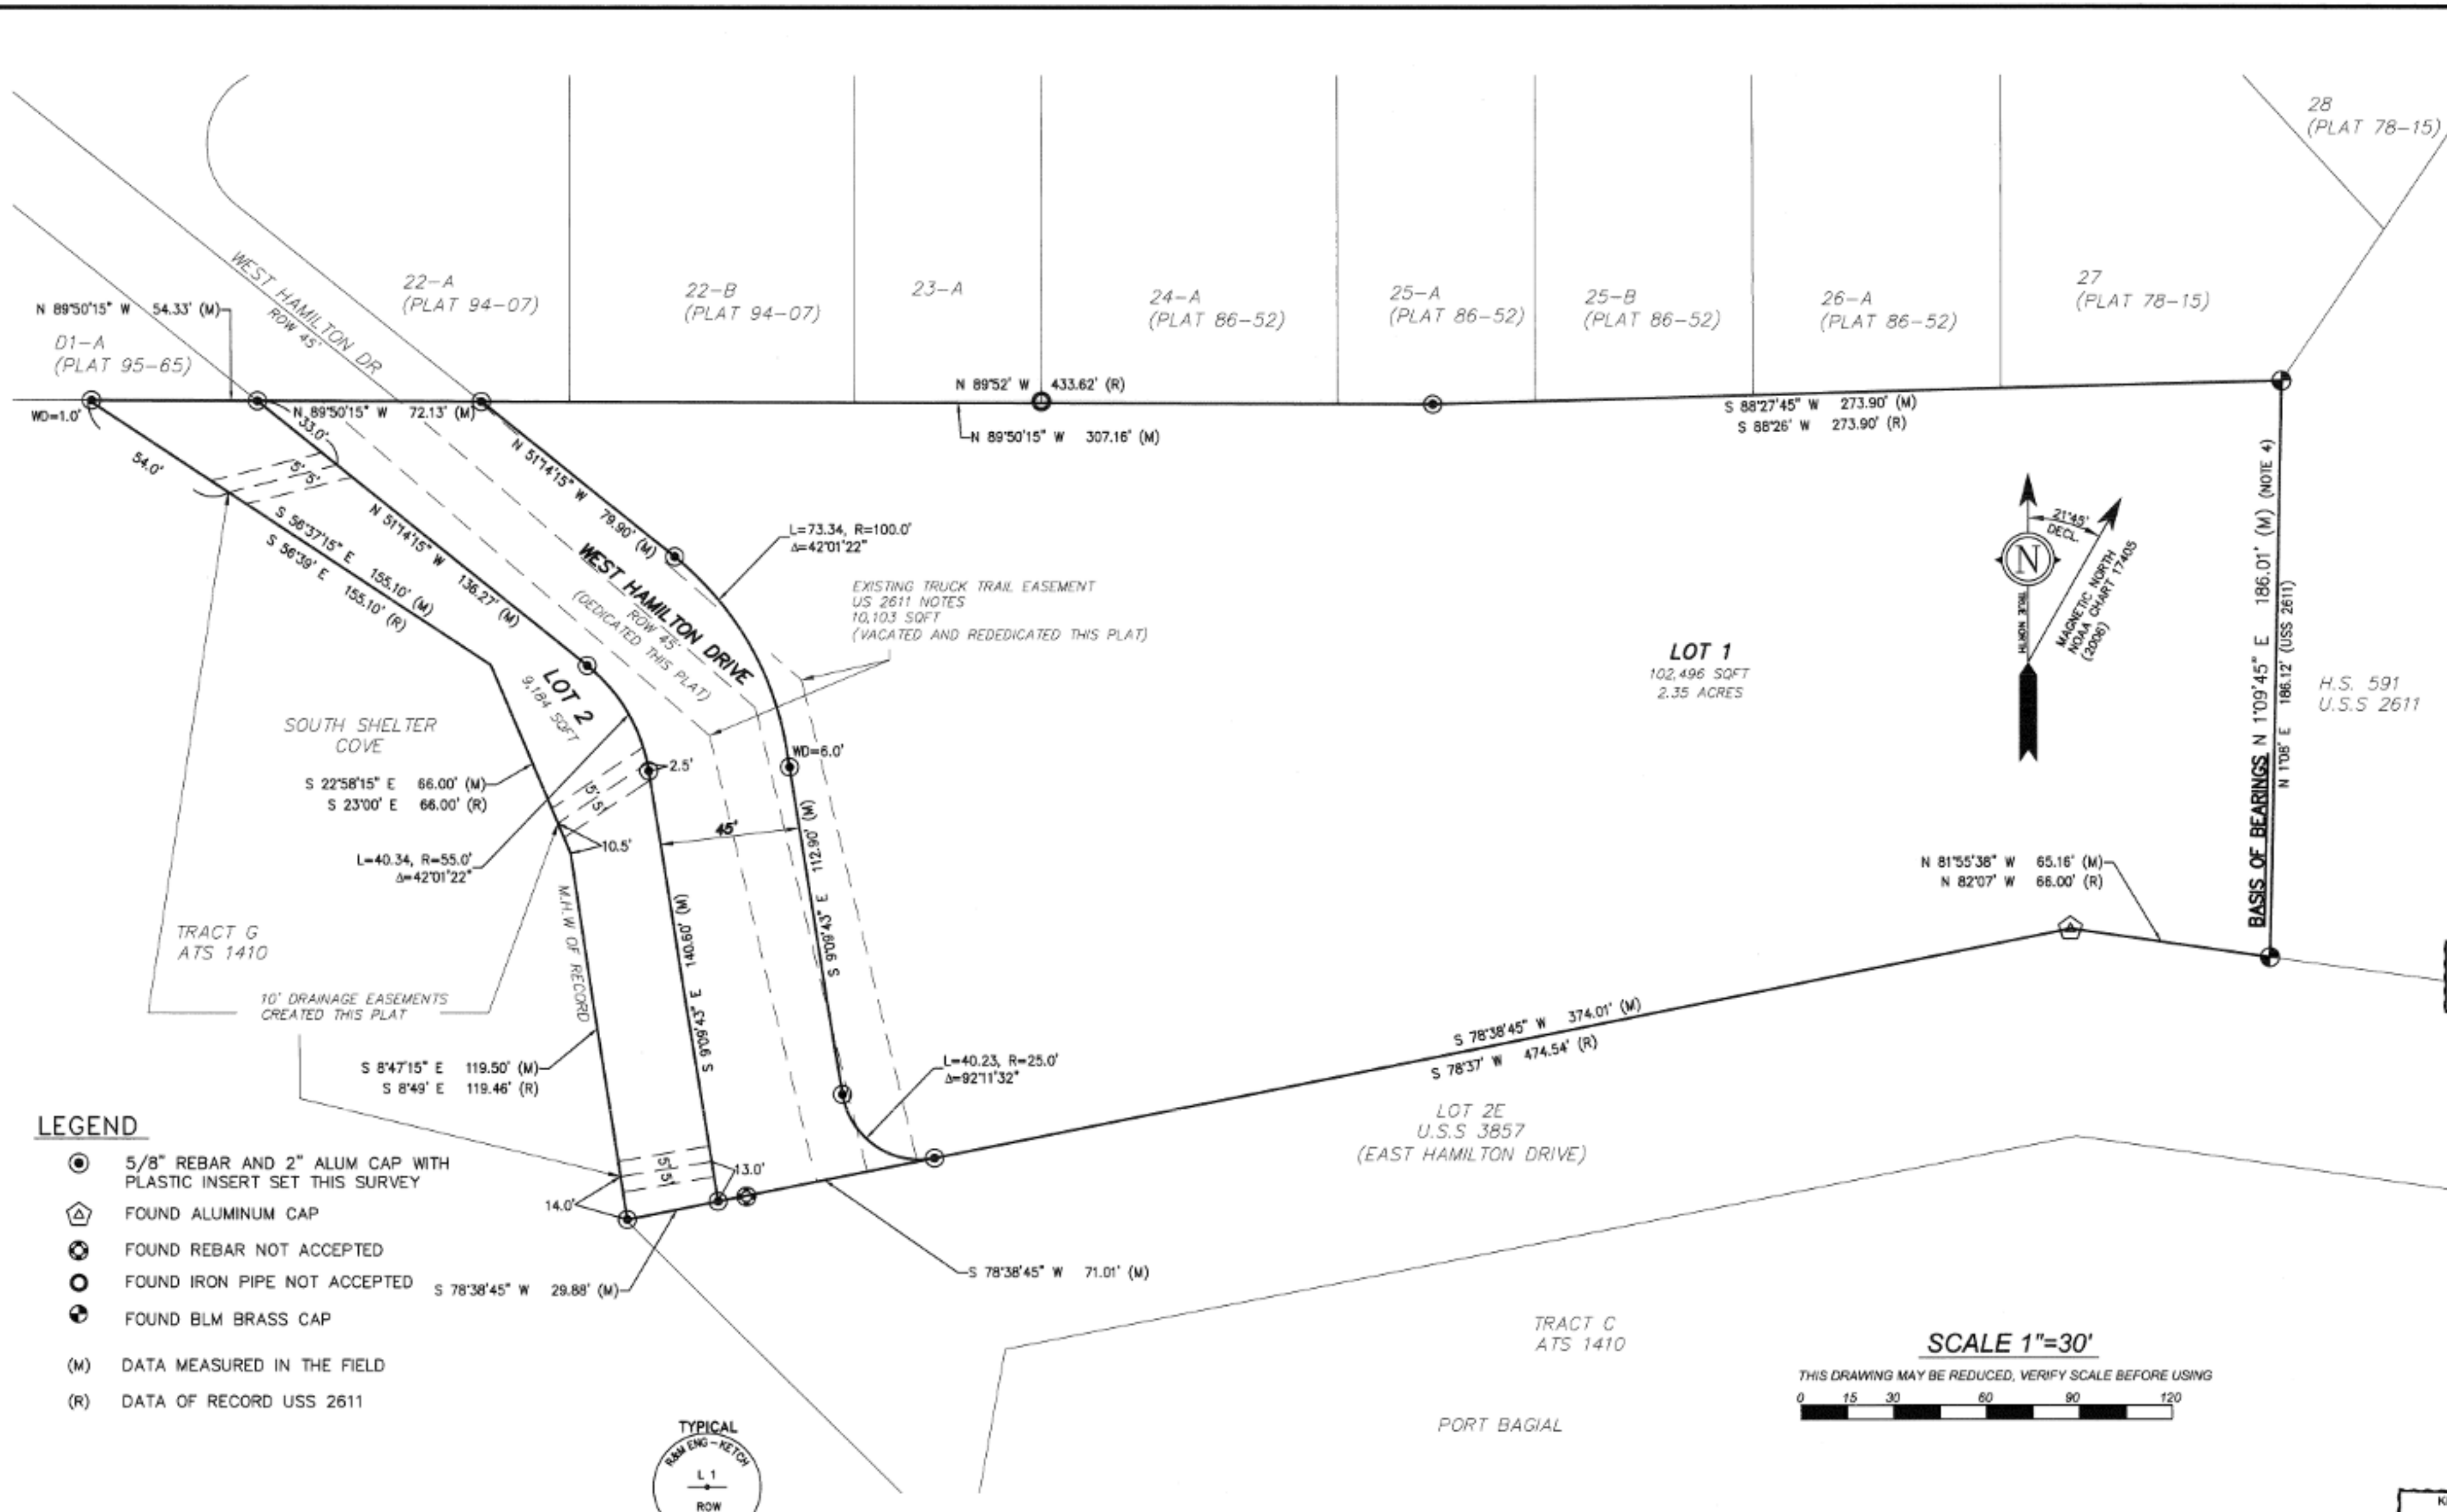 28
(PLAT 78-15)
WEST HAMILTON DR
ROW 45'
22-A
(PLAT 94-07)
22-B
(PLAT 94-07)
23-A
24-A
(PLAT 86-52)
25-A
(PLAT 86-52)
25-B
(PLAT 86-52)
26-A
(PLAT 86-52)
27
(PLAT 78-15)
N 89°50'15" W 54.33' (M)
D1-A
(PLAT 95-65)
WD=1.0'
N 89°50'15" W 72.13' (M)
N 89°52' W 433.62' (R)
N 89°50'15" W 307.16' (M)
S 88°27'45" W 273.90' (M)
S 88°26' W 273.90' (R)
33.0'
54.0'
5' 5'
N 51°14'15" W 79.90' (M)
N 51°14'15" W 136.27' (M)
S 56°37'15" E 155.10' (M)
S 56°39' E 155.10' (R)
L=73.34, R=100.0'
Δ=42°01'22"
WEST HAMILTON DRIVE
ROW 45'
(DEDICATED THIS PLAT)
EXISTING TRUCK TRAIL EASEMENT
US 2611 NOTES
10,103 SQFT
(VACATED AND REDEDICATED THIS PLAT)
LOT 1
102,496 SQFT
2.35 ACRES
N
21°45'
DECL.
TRUE NORTH
MAGNETIC NORTH
NOAA CHART 17405
(2006)
BASIS OF BEARINGS N 1°09'45" E 186.01' (M) (NOTE 4)
N 1°08' E 186.12' (USS 2611)
H.S. 591
U.S.S 2611
LOT 2
9,184 SQFT
SOUTH SHELTER
COVE
S 22°58'15" E 66.00' (M)
S 23°00' E 66.00' (R)
2.5'
WD=6.0'
5' 5'
10.5'
45'
L=40.34, R=55.0'
Δ=42°01'22"
S 9°09'43" E 112.90' (M)
S 9°09'43" E 140.60' (M)
M.H.W OF RECORD
N 81°55'38" W 65.16' (M)
N 82°07' W 66.00' (R)
TRACT G
ATS 1410
10' DRAINAGE EASEMENTS
CREATED THIS PLAT
S 8°47'15" E 119.50' (M)
S 8°49' E 119.46' (R)
L=40.23, R=25.0'
Δ=92°11'32"
S 78°38'45" W 374.01' (M)
S 78°37' W 474.54' (R)
LOT 2E
U.S.S 3857
(EAST HAMILTON DRIVE)
5' 5'
13.0'
14.0'
S 78°38'45" W 29.88' (M)
S 78°38'45" W 71.01' (M)
LEGEND
5/8" REBAR AND 2" ALUM CAP WITH
PLASTIC INSERT SET THIS SURVEY
FOUND ALUMINUM CAP
FOUND REBAR NOT ACCEPTED
FOUND IRON PIPE NOT ACCEPTED
FOUND BLM BRASS CAP
(M) DATA MEASURED IN THE FIELD
(R) DATA OF RECORD USS 2611
TRACT C
ATS 1410
PORT BAGIAL
SCALE 1"=30'
THIS DRAWING MAY BE REDUCED, VERIFY SCALE BEFORE USING
0 15 30 60 90 120
TYPICAL
R&M ENG - KETCH
L 1
ROW